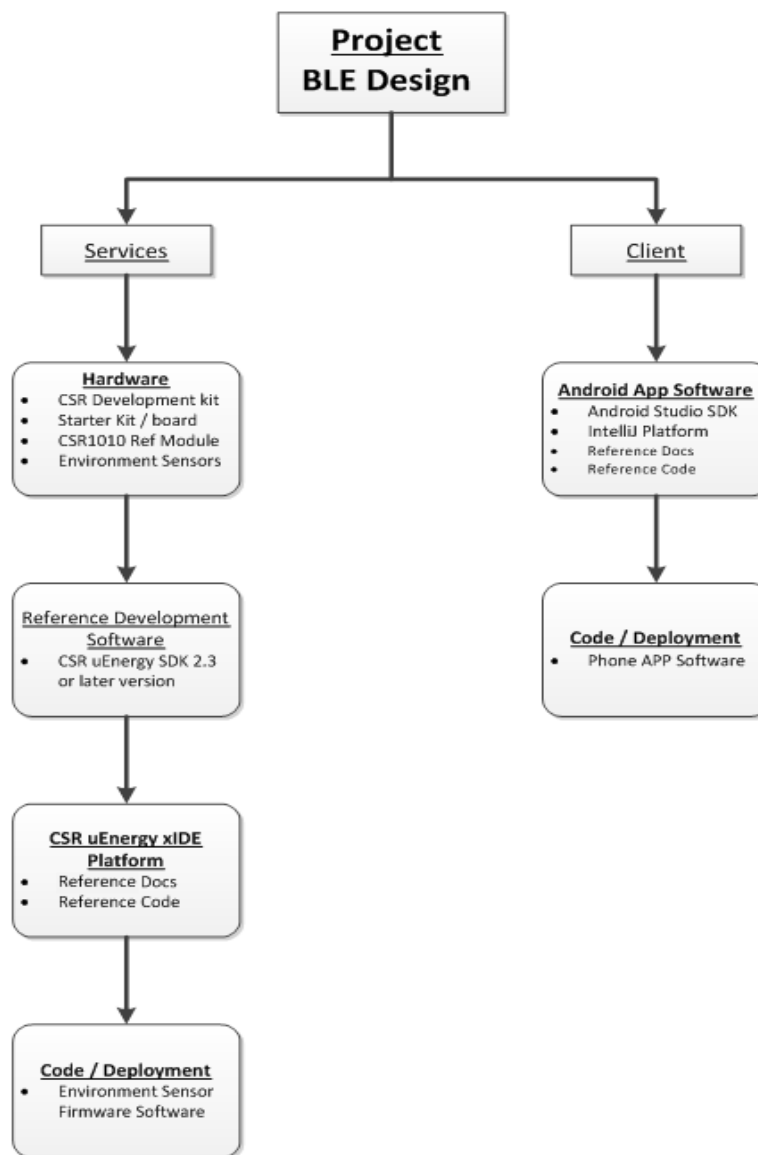 Project
BLE Design
Services
Client
Hardware
• CSR Development kit
• Starter Kit / board
• CSR1010 Ref Module
• Environment Sensors
Android App Software
• Android Studio SDK
• IntelliJ Platform
• Reference Docs
• Reference Code
Reference Development
Software
• CSR uEnergy SDK 2.3
or later version
Code / Deployment
• Phone APP Software
CSR uEnergy xIDE
Platform
• Reference Docs
• Reference Code
Code / Deployment
• Environment Sensor
Firmware Software